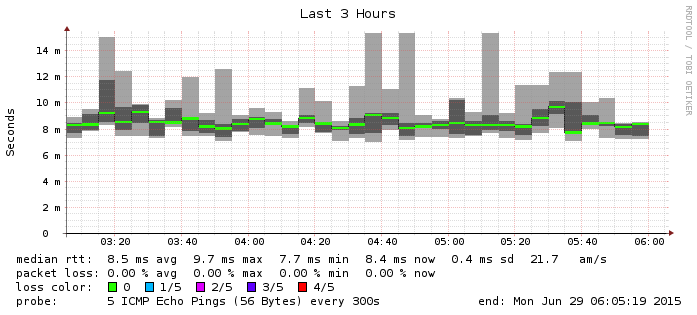 Last 3 Hours
RRDTOOL / TOBI OETIKER
Seconds
14 m
12 m
10 m
8 m
6 m
4 m
2 m
0
03:20 03:40 04:00 04:20 04:40 05:00 05:20 05:40 06:00
median rtt: 8.5 ms avg 9.7 ms max 7.7 ms min 8.4 ms now 0.4 ms sd 21.7 am/s
packet loss: 0.00 % avg 0.00 % max 0.00 % min 0.00 % now
loss color: 0 1/5 2/5 3/5 4/5
probe: 5 ICMP Echo Pings (56 Bytes) every 300s end: Mon Jun 29 06:05:19 2015